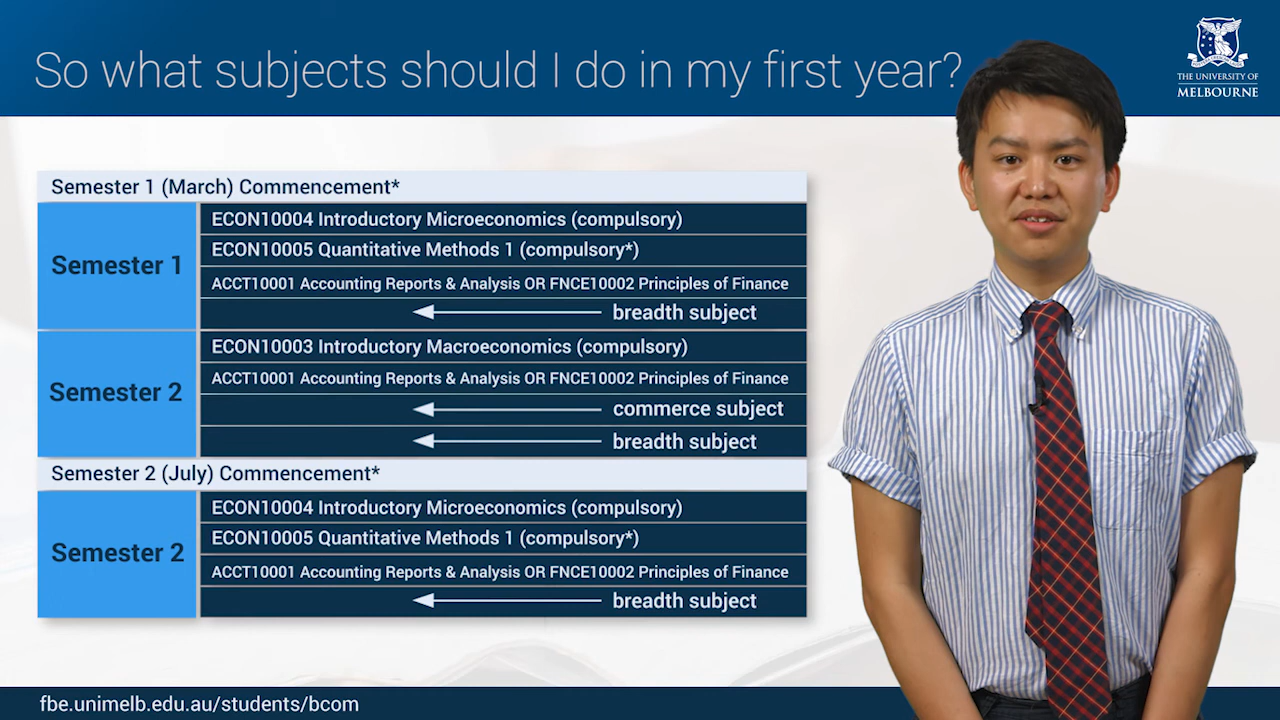 So what subjects should I do in my first year?
THE UNIVERSITY OF
MELBOURNE
Semester 1 (March) Commencement*
Semester 1
ECON10004 Introductory Microeconomics (compulsory)
ECON10005 Quantitative Methods 1 (compulsory*)
ACCT10001 Accounting Reports & Analysis OR FNCE10002 Principles of Finance
breadth subject
Semester 2
ECON10003 Introductory Macroeconomics (compulsory)
ACCT10001 Accounting Reports & Analysis OR FNCE10002 Principles of Finance
commerce subject
breadth subject
Semester 2 (July) Commencement*
Semester 2
ECON10004 Introductory Microeconomics (compulsory)
ECON10005 Quantitative Methods 1 (compulsory*)
ACCT10001 Accounting Reports & Analysis OR FNCE10002 Principles of Finance
breadth subject
fbe.unimelb.edu.au/students/bcom